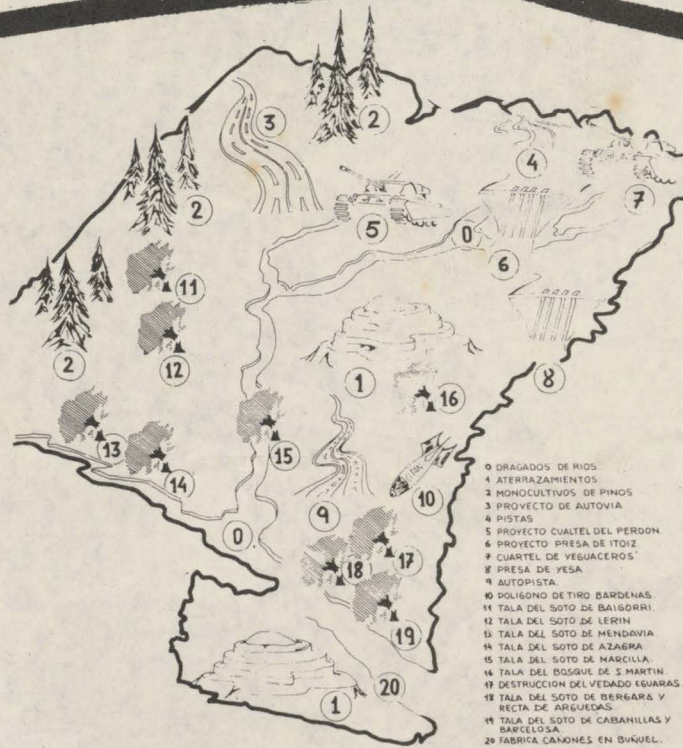 3
2
4
7
2
5
0
6
11
12
2
1
16
8
13
14
15
9
10
0
18
17
19
20
1
0 DRAGADOS DE RIOS
1 ATERRAZAMIENTOS
2 MONOCULTIVOS DE PINOS
3 PROYECTO DE AUTOVIA
4 PISTAS
5 PROYECTO CUALTEL DEL PERDON.
6 PROYECTO PRESA DE ITOIZ
7 CUARTEL DE YEGUACEROS
8 PRESA DE YESA
9 AUTOPISTA.
10 POLIGONO DE TIRO BARDENAS.
11 TALA DEL SOTO DE BAIGORRI.
12 TALA DEL SOTO DE LERIN
13 TALA DEL SOTO DE MENDAVIA
14 TALA DEL SOTO DE AZAGRA
15 TALA DEL SOTO DE MARCILLA.
16 TALA DEL BOSQUE DE S. MARTIN.
17 DESTRUCCION DEL VEDADO EGUARAS
18 TALA DEL SOTO DE BERGARA Y
RECTA DE ARGUEDAS.
19 TALA DEL SOTO DE CABANILLAS Y
BARCELOSA.
20 FABRICA CAÑONES EN BUÑUEL.